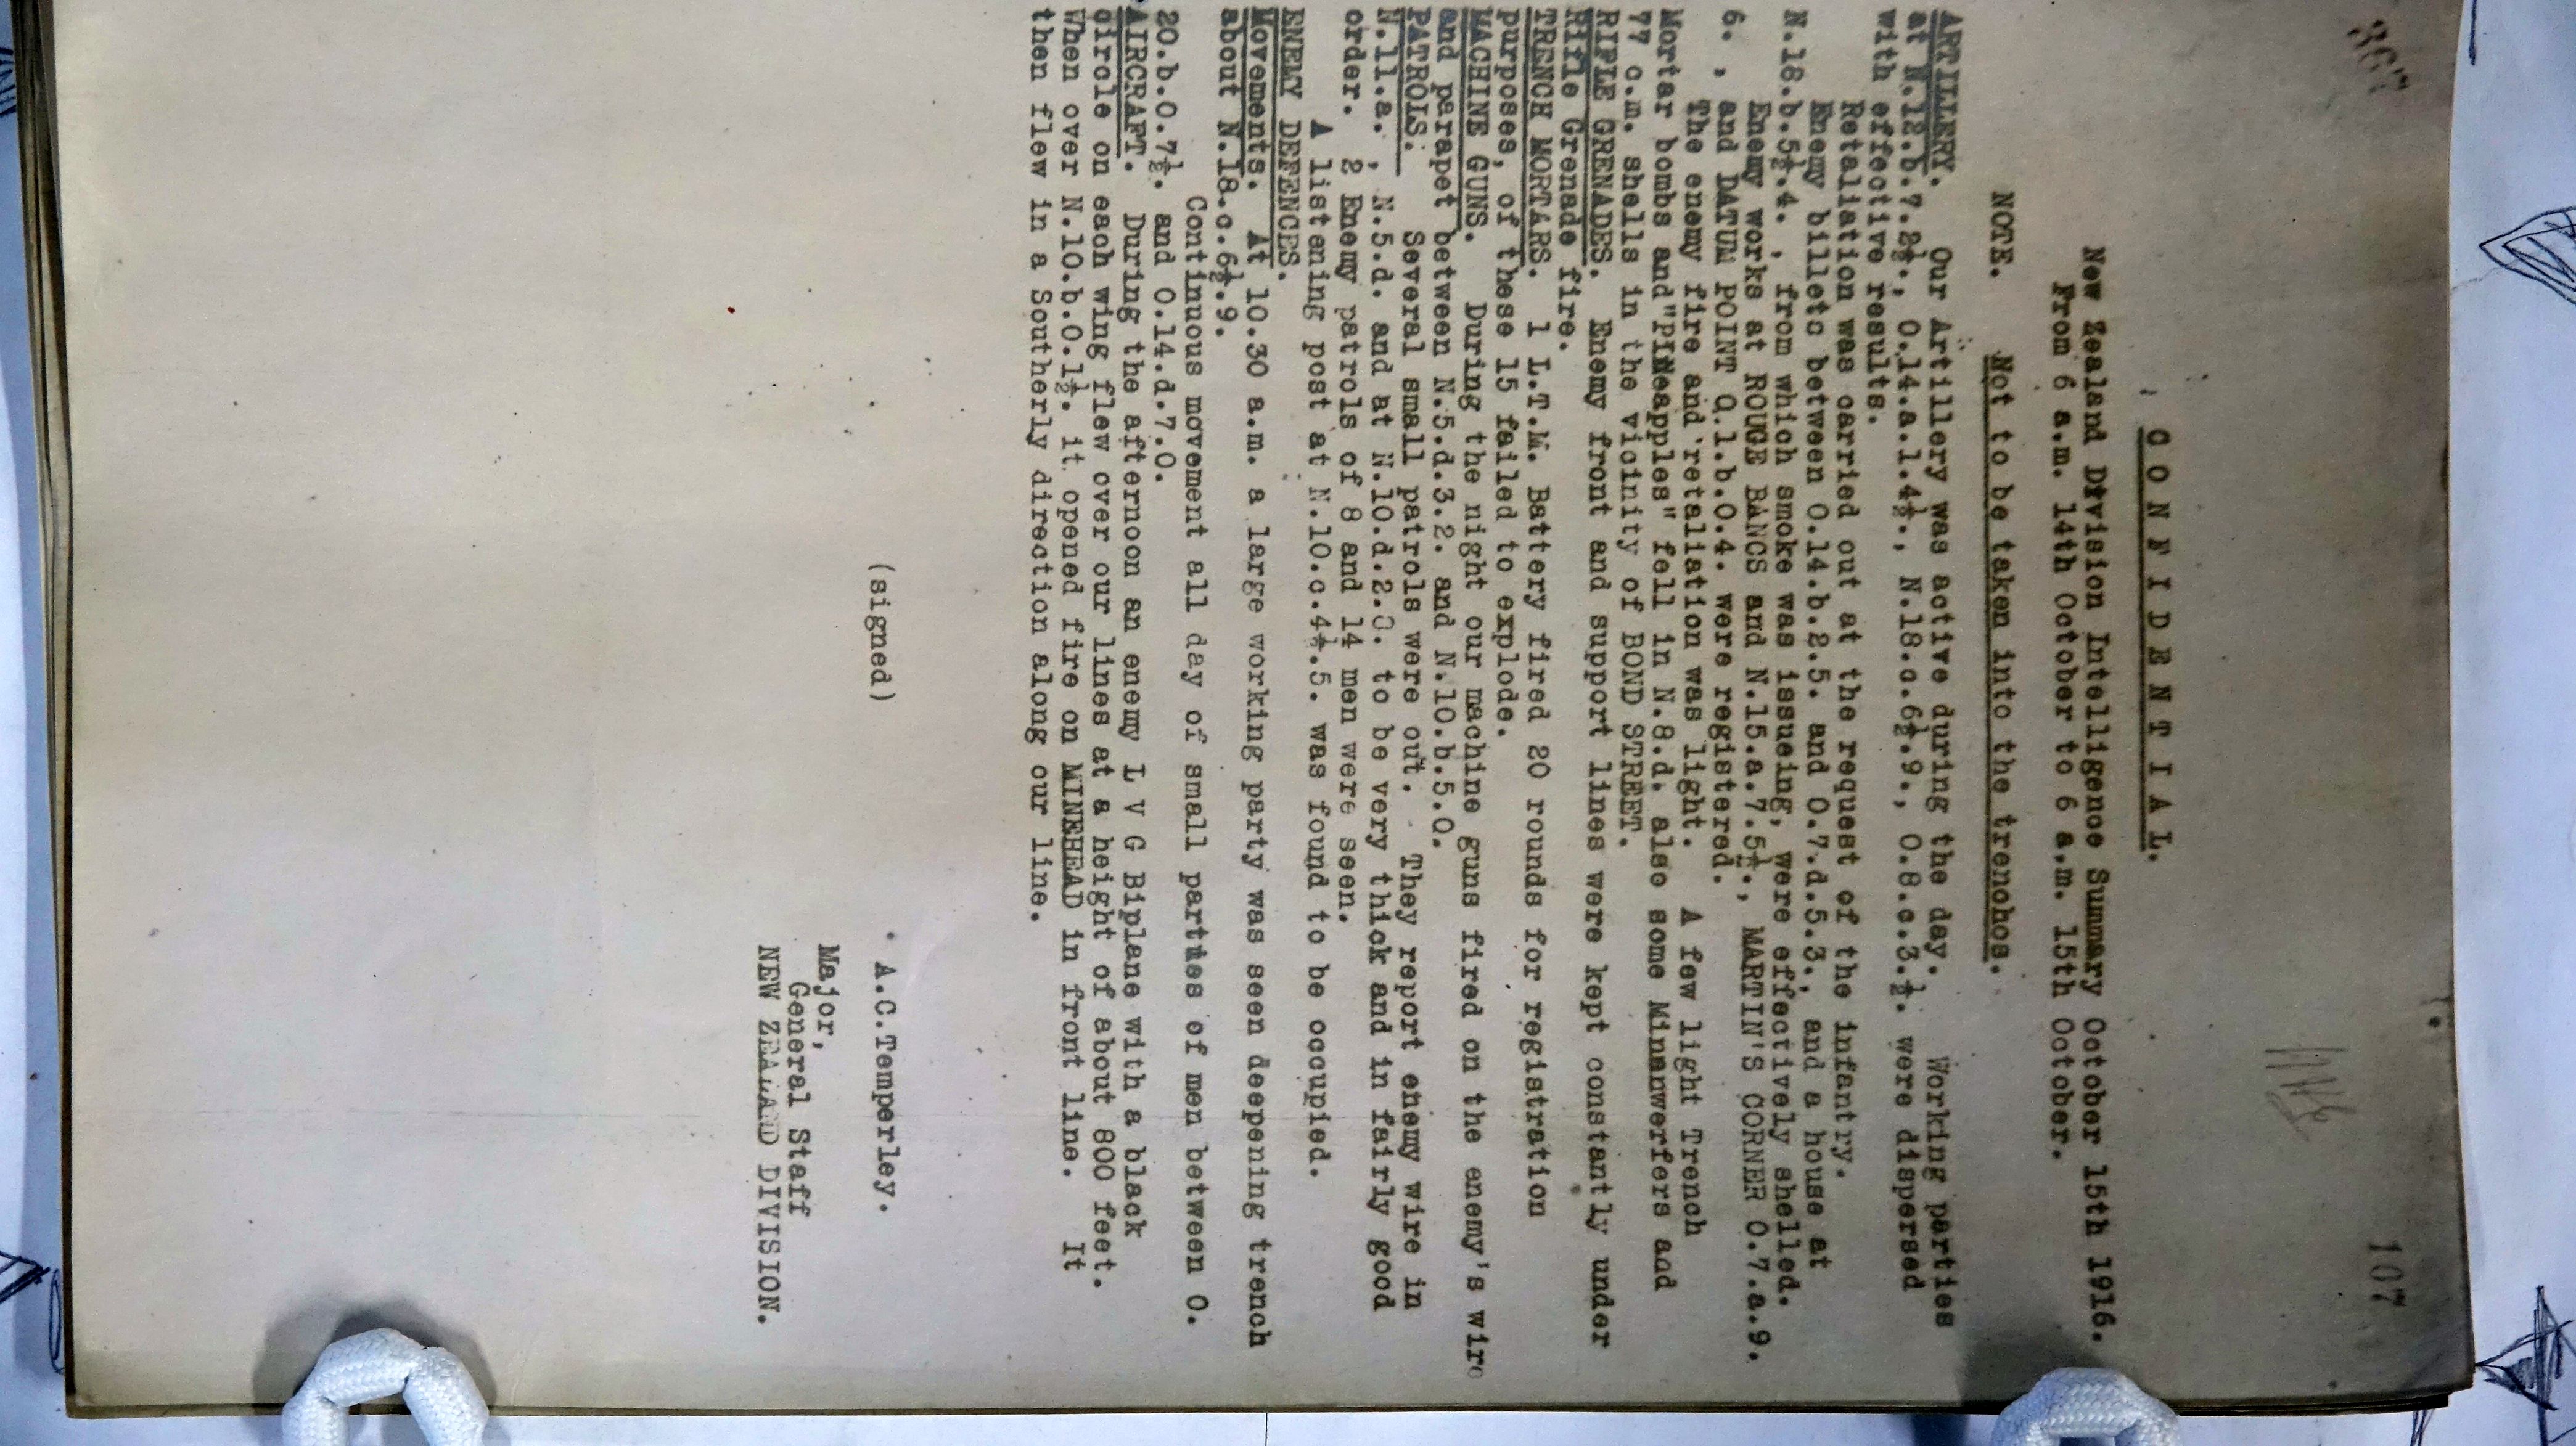 107
CONFIDENTIAL.
New Zealand Division Intelligence Summary October 15th 1916.
From 6 a.m. 14th October to 6 a.m. 15th October.
NOTE. Not to be taken into the trenches.
ARTILLERY. Our Artillery was active during the day. Working parties
at N.12.b.7.2½., O.14.a.1.4½., N.18.c.6½.9., O.8.c.3.½. were dispersed
with effective results.
Retaliation was carried out at the request of the infantry.
Enemy billets between O.14.b.2.5. and O.7.d.5.3., and a house at
N.18.b.5½.4., from which smoke was issueing, were effectively shelled.
Enemy works at ROUGE BANCS and N.15.a.7.5½., MARTIN'S CORNER O.7.a.9.
6., and DATUM POINT O.1.b.0.4. were registered.
The enemy fire and retaliation was light. A few light Trench
Mortar bombs and "PINeapples" fell in N.8.d. also some Minenwerfers and
77 c.m. shells in the vicinity of BOND STREET.
RIFLE GRENADES. Enemy front and support lines were kept constantly under
Rifle Grenade fire.
TRENCH MORTARS. 1 L.T.M. Battery fired 20 rounds for registration
purposes, of these 15 failed to explode.
MACHINE GUNS. During the night our machine guns fired on the enemy's wire
and parapet between N.5.d.3.2. and N.10.b.5.0.
PATROLS. Several small patrols were out. They report enemy wire in
N.11.a., N.5.d. and at N.10.d.2.8. to be very thick and in fairly good
order. 2 Enemy patrols of 8 and 14 men were seen.
A listening post at N.10.c.4½.5. was found to be occupied.
ENEMY DEFENCES.
Movements. At 10.30 a.m. a large working party was seen deepening trench
about N.18.c.6½.9.
Continuous movement all day of small parties of men between O.
20.b.0.7½. and O.14.d.7.0.
AIRCRAFT. During the afternoon an enemy L V G Biplane with a black
circle on each wing flew over our lines at a height of about 800 feet.
When over N.10.b.0.1½. it opened fire on MINEHEAD in front line. It
then flew in a Southerly direction along our line.
(signed) A.C.Temperley.
Major,
General Staff
NEW ZEALAND DIVISION.